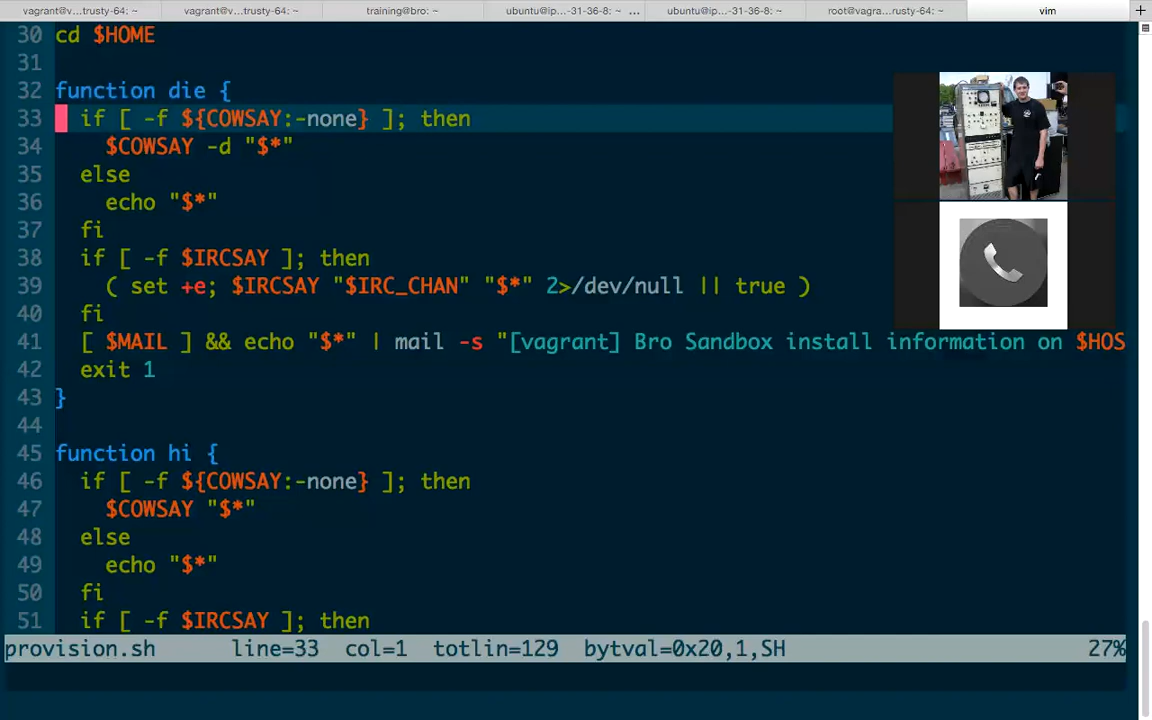 vagrant@v...trusty-64: ~ vagrant@v...trusty-64: ~ training@bro: ~ ubuntu@ip...-31-36-8: ~ ... ubuntu@ip...-31-36-8: ~ root@vagra...rusty-64: ~ vim +
30 cd $HOME
31
32 function die {
33   if [ -f ${COWSAY:-none} ]; then
34     $COWSAY -d "$*"
35   else
36     echo "$*"
37   fi
38   if [ -f $IRCSAY ]; then
39     ( set +e; $IRCSAY "$IRC_CHAN" "$*" 2>/dev/null || true )
40   fi
41   [ $MAIL ] && echo "$*" | mail -s "[vagrant] Bro Sandbox install information on $HOS
42   exit 1
43 }
44
45 function hi {
46   if [ -f ${COWSAY:-none} ]; then
47     $COWSAY "$*"
48   else
49     echo "$*"
50   fi
51   if [ -f $IRCSAY ]; then
provision.sh line=33 col=1 totlin=129 bytval=0x20,1,SH 27%